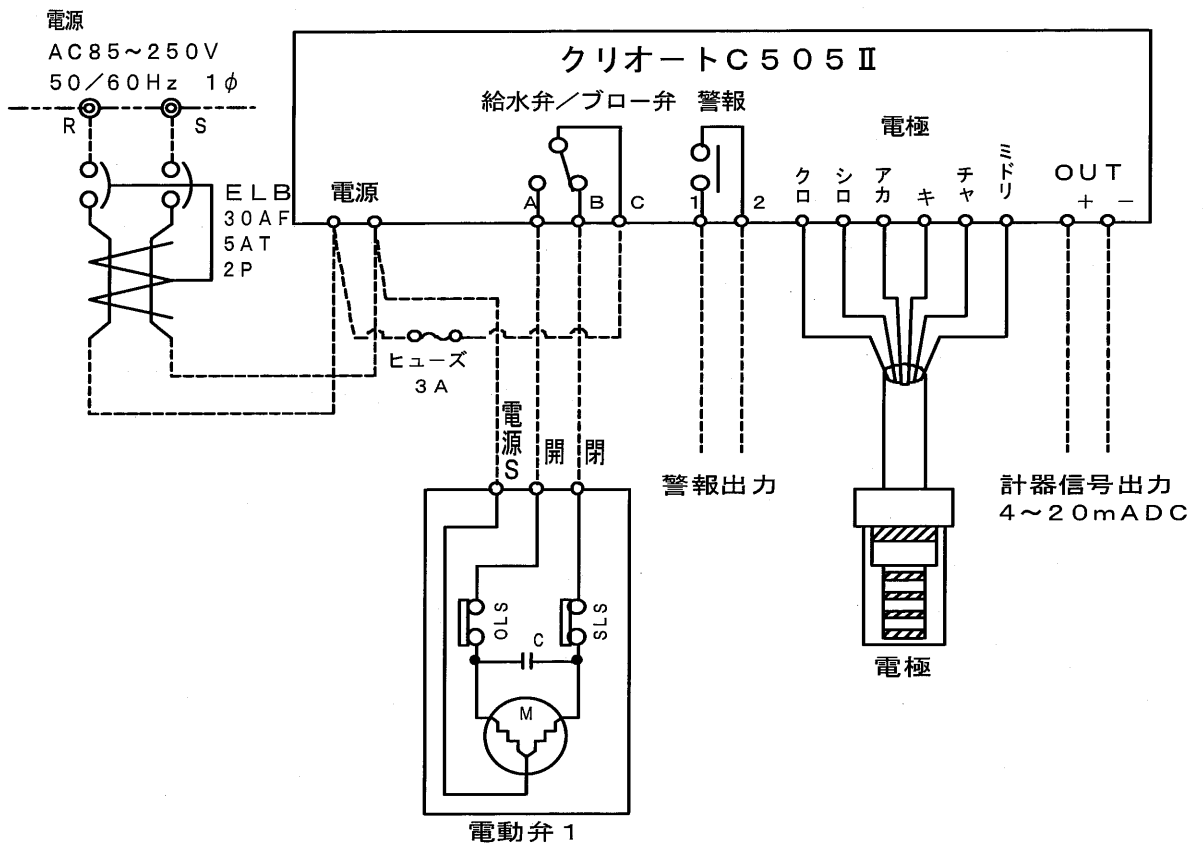 電源
AC85～250V
50/60Hz 1φ
R
S
ELB
30AF
5AT
2P
クリオートC505Ⅱ
給水弁/ブロー弁
警報
電極
電源
A
B
C
1
2
クロ
シロ
アカ
キ
チャ
ミドリ
OUT
+
－
ヒューズ
3A
電源S
開
閉
警報出力
計器信号出力
4～20mADC
OLS
C
SLS
M
電動弁1
電極